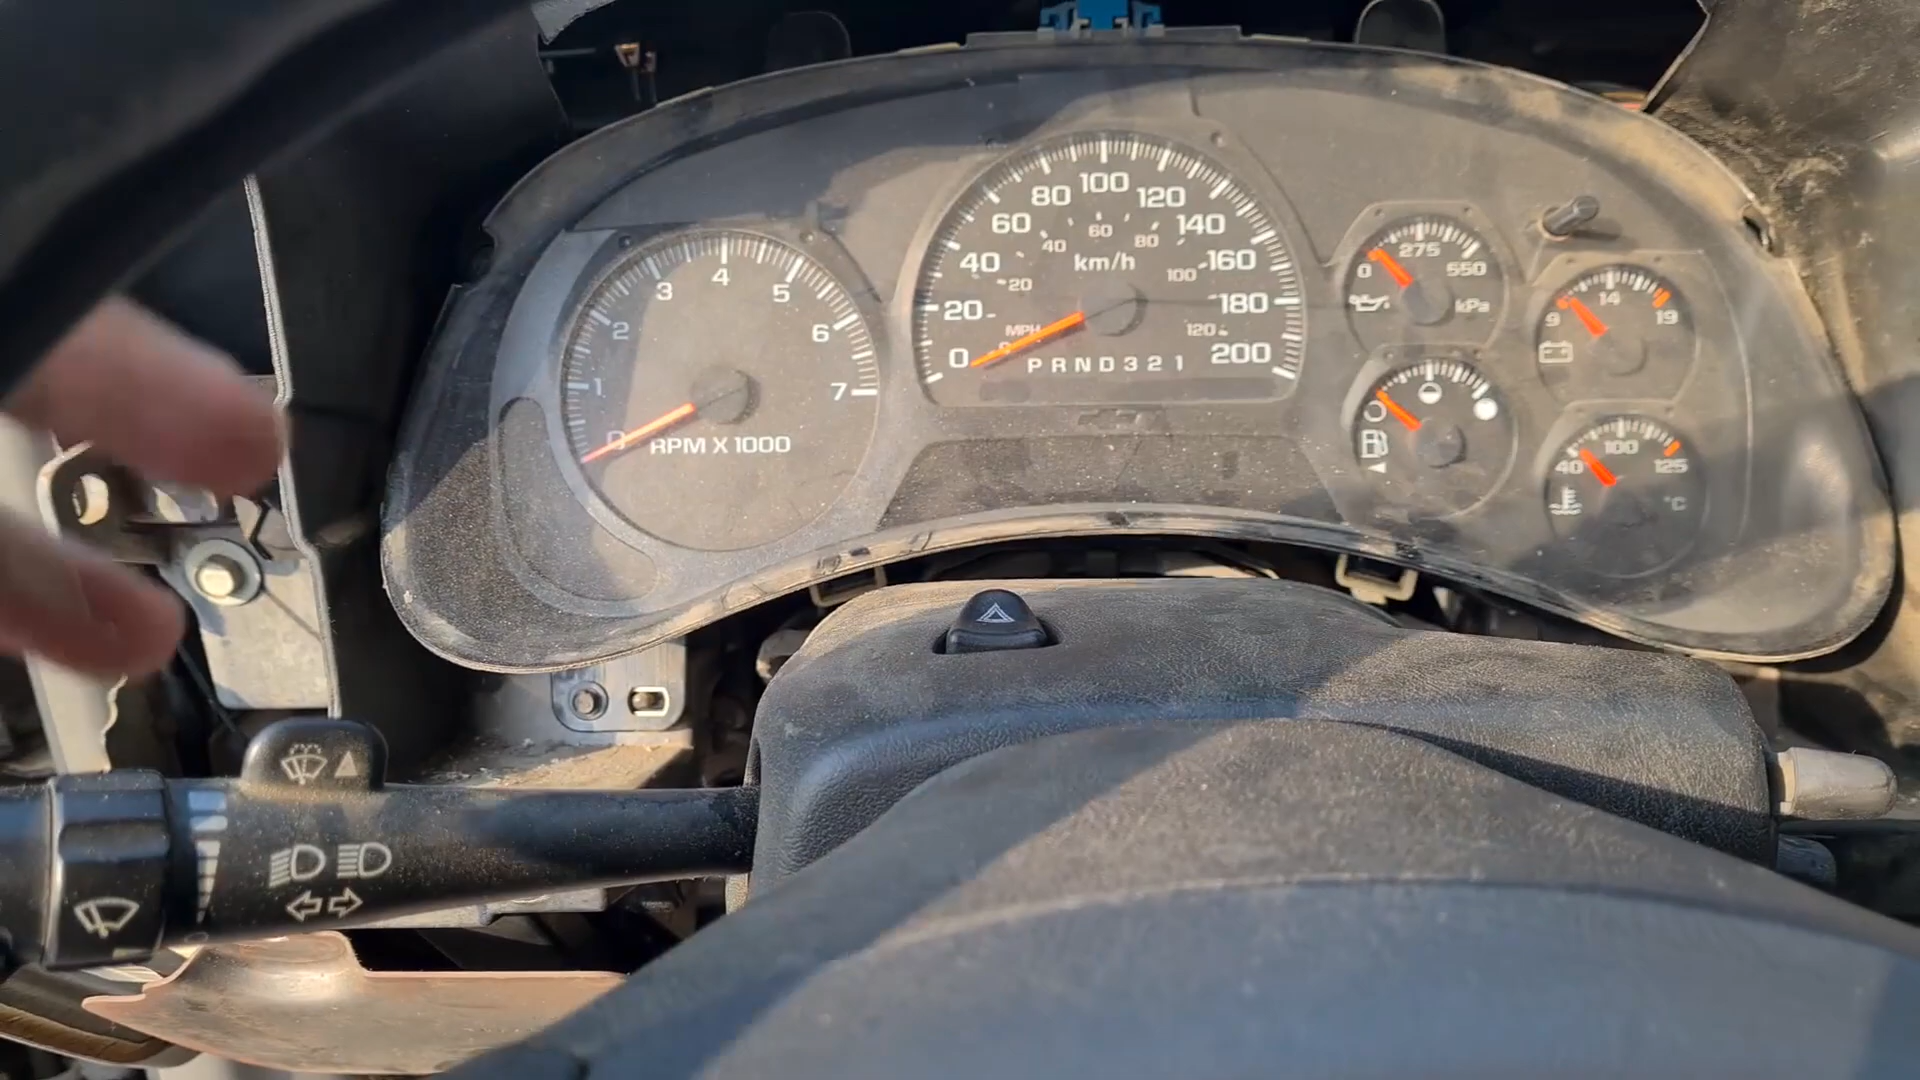 0 1 2 3 4 5 6 7
RPM X 1000
0 20 40 60 80 100 120 140 160 180 200
20 40 60 80 100 120
km/h
MPH
PRND321
0 275 550
kPa
9 14 19
40 100 125
°C